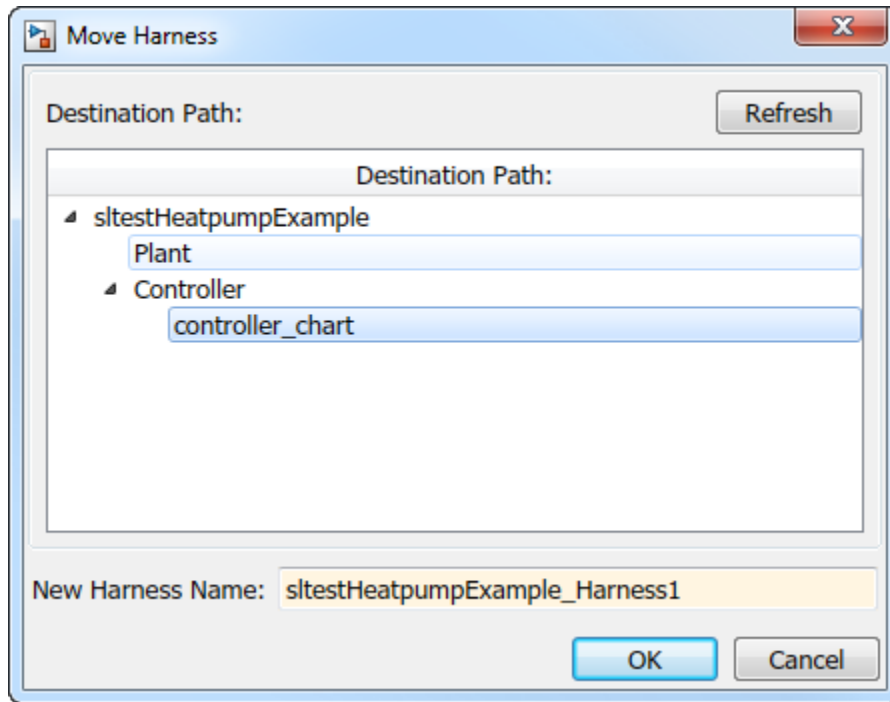 Move Harness
Destination Path:
Refresh
Destination Path:
sltestHeatpumpExample
Plant
Controller
controller_chart
New Harness Name:
sltestHeatpumpExample_Harness1
OK
Cancel